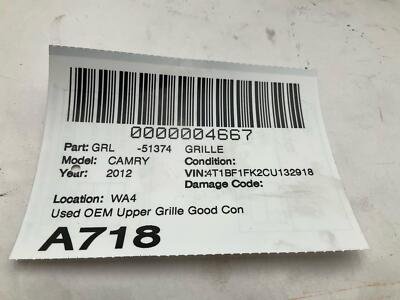 0000004667
Part: GRL -51374 GRILLE
Model: CAMRY Condition:
Year: 2012 VIN:4T1BF1FK2CU132918
Damage Code:
Location: WA4
Used OEM Upper Grille Good Con
A718